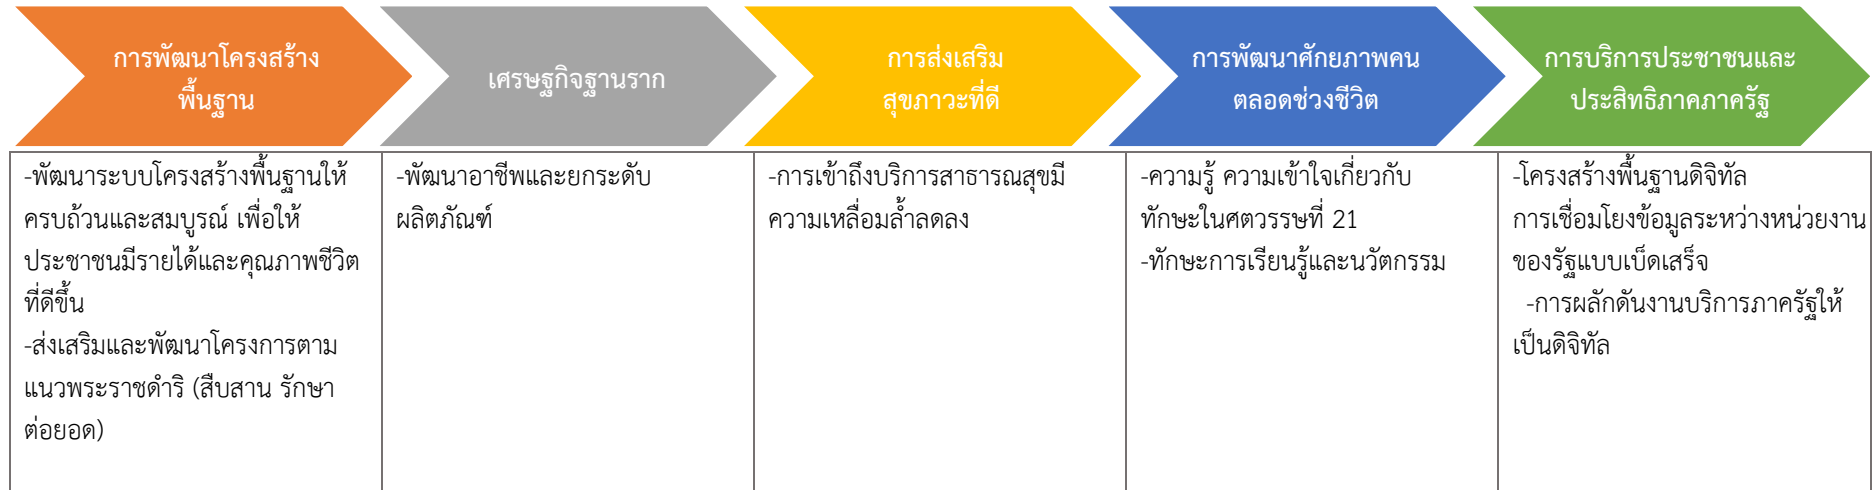 การพัฒนาโครงสร้าง
พื้นฐาน
เศรษฐกิจฐานราก
การส่งเสริม
สุขภาวะที่ดี
การพัฒนาศักยภาพคน
ตลอดช่วงชีวิต
การบริการประชาชนและ
ประสิทธิภาคภาครัฐ
-พัฒนาระบบโครงสร้างพื้นฐานให้
ครบถ้วนและสมบูรณ์ เพื่อให้
ประชาชนมีรายได้และคุณภาพชีวิต
ที่ดีขึ้น
-ส่งเสริมและพัฒนาโครงการตาม
แนวพระราชดำริ (สืบสาน รักษา
ต่อยอด)
-พัฒนาอาชีพและยกระดับ
ผลิตภัณฑ์
-การเข้าถึงบริการสาธารณสุขมี
ความเหลื่อมล้ำลดลง
-ความรู้ ความเข้าใจเกี่ยวกับ
ทักษะในศตวรรษที่ 21
-ทักษะการเรียนรู้และนวัตกรรม
-โครงสร้างพื้นฐานดิจิทัล
การเชื่อมโยงข้อมูลระหว่างหน่วยงาน
ของรัฐแบบเบ็ดเสร็จ
-การผลักดันงานบริการภาครัฐให้
เป็นดิจิทัล